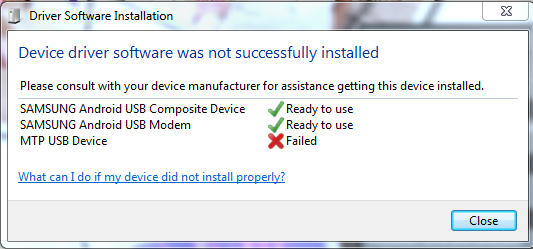 Driver Software Installation
Device driver software was not successfully installed
Please consult with your device manufacturer for assistance getting this device installed.
SAMSUNG Android USB Composite Device Ready to use
SAMSUNG Android USB Modem Ready to use
MTP USB Device Failed
What can I do if my device did not install properly?
Close